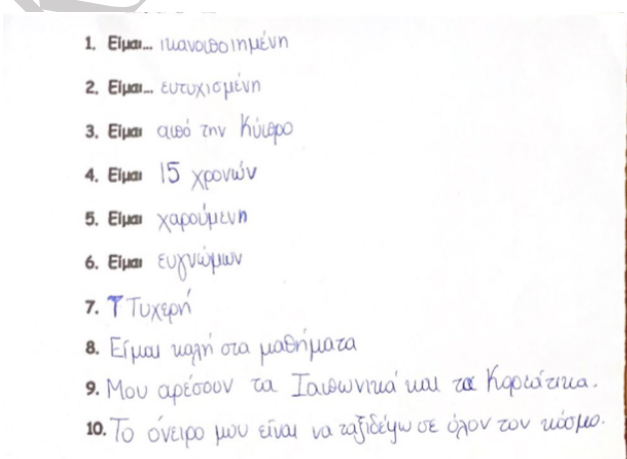 1. Είμαι... ικανοποιημένη
2. Είμαι... ευτυχισμένη
3. Είμαι από την Κύπρο
4. Είμαι 15 χρονών
5. Είμαι χαρούμενη
6. Είμαι ευγνώμων
7. Τ Τυχερή
8. Είμαι καλή στα μαθήματα
9. Μου αρέσουν τα Ιαπωνικά και τα Κορεάτικα.
10. Το όνειρο μου είναι να ταξιδέψω σε όλον τον κόσμο.